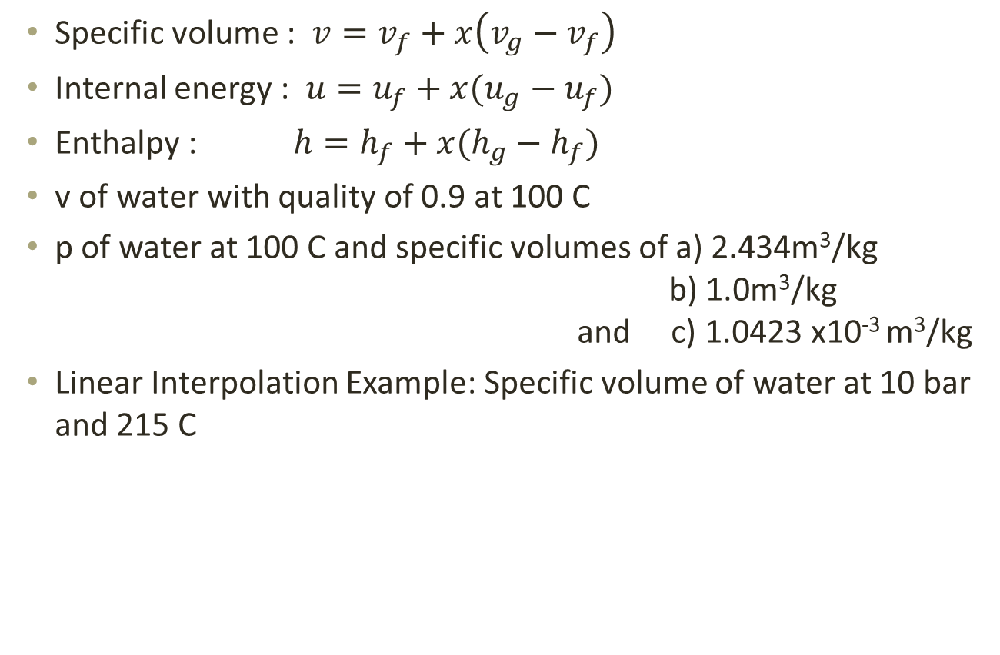 • Specific volume : v = v_f + x(v_g − v_f)
• Internal energy : u = u_f + x(u_g − u_f)
• Enthalpy : h = h_f + x(h_g − h_f)
• v of water with quality of 0.9 at 100 C
• p of water at 100 C and specific volumes of a) 2.434m³/kg
b) 1.0m³/kg
and c) 1.0423 x10⁻³ m³/kg
• Linear Interpolation Example: Specific volume of water at 10 bar
and 215 C